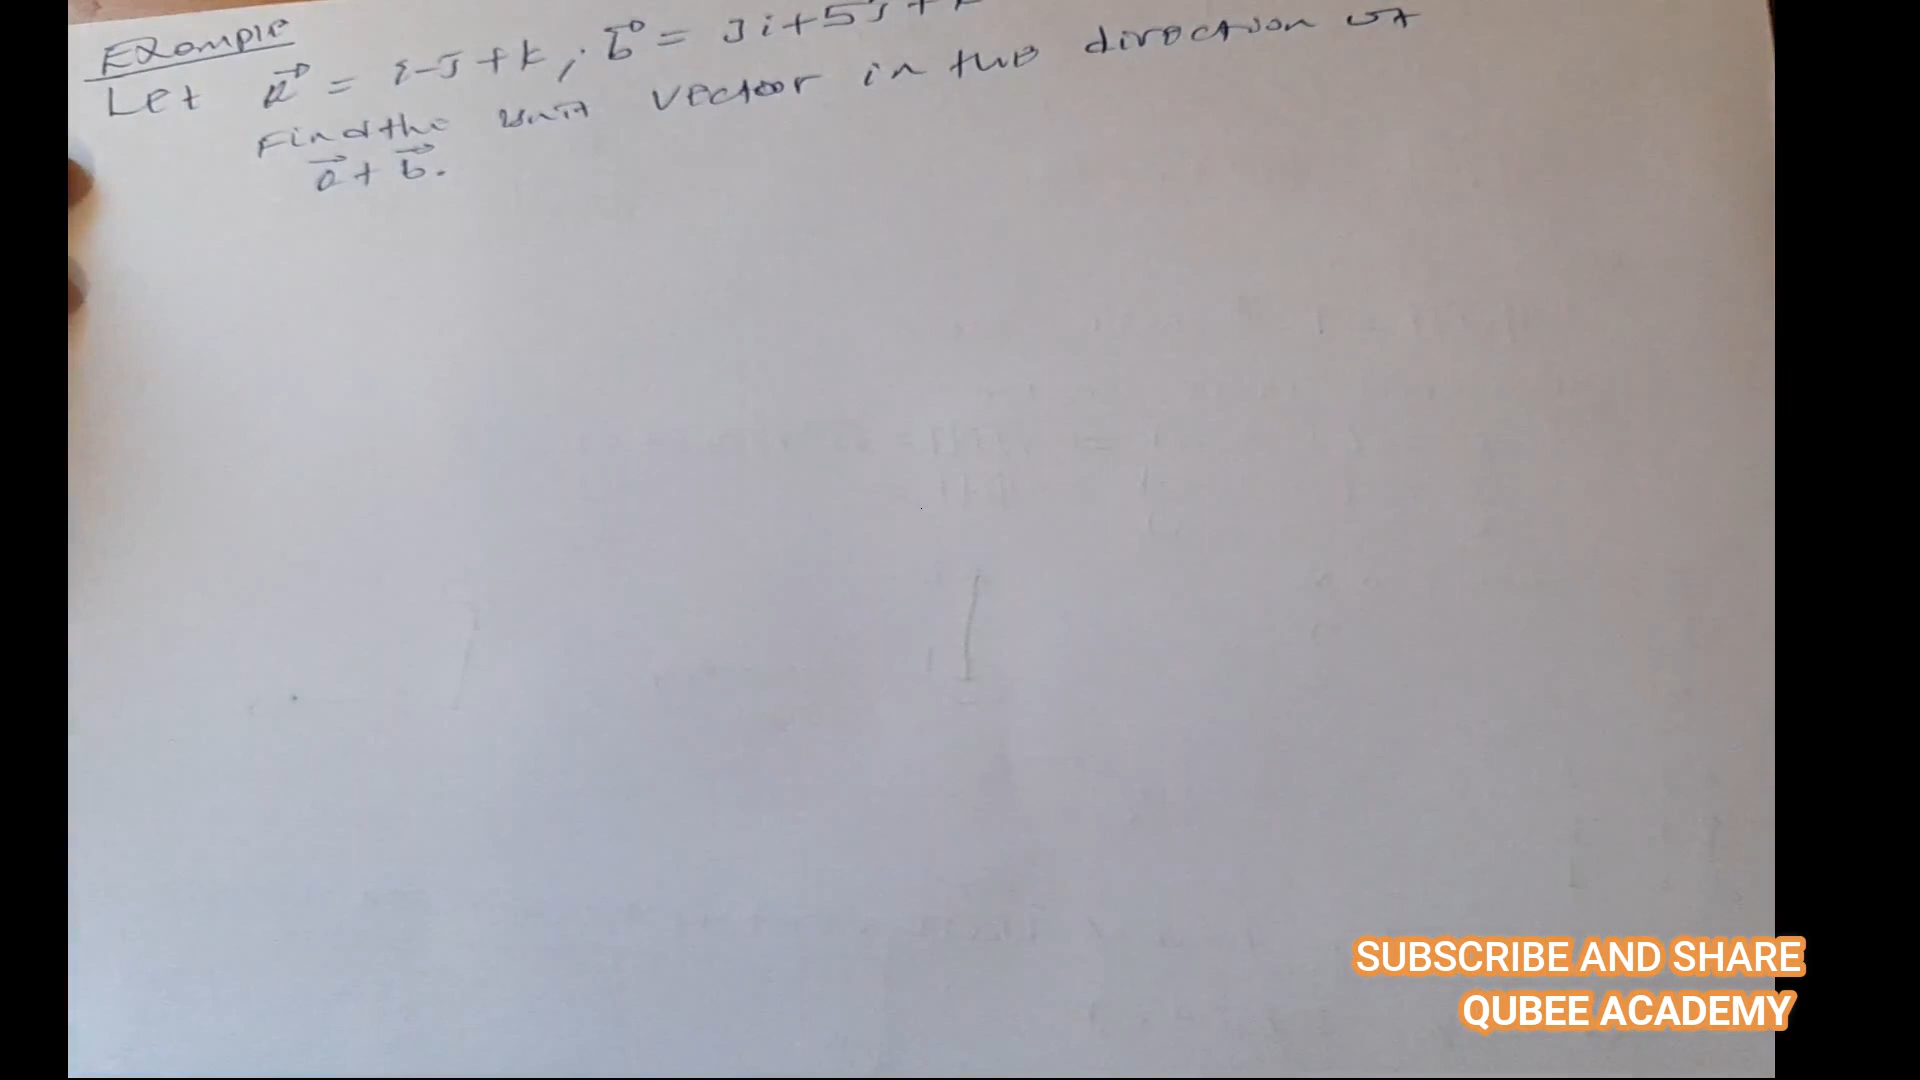 Example
Let a⃗ = i-j+k, b⃗ = 3i+5j+k
Find the unit vector in the direction of
a⃗ + b⃗.
SUBSCRIBE AND SHARE
QUBEE ACADEMY